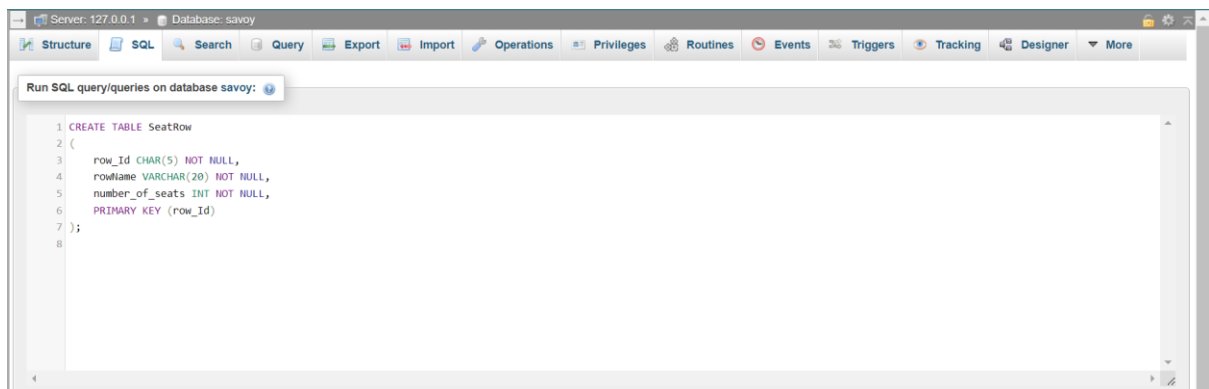 Server: 127.0.0.1 » Database: savoy
Structure SQL Search Query Export Import Operations Privileges Routines Events Triggers Tracking Designer More
Run SQL query/queries on database savoy:
1 CREATE TABLE SeatRow
2 (
3 row_Id CHAR(5) NOT NULL,
4 rowName VARCHAR(20) NOT NULL,
5 number_of_seats INT NOT NULL,
6 PRIMARY KEY (row_Id)
7 );
8